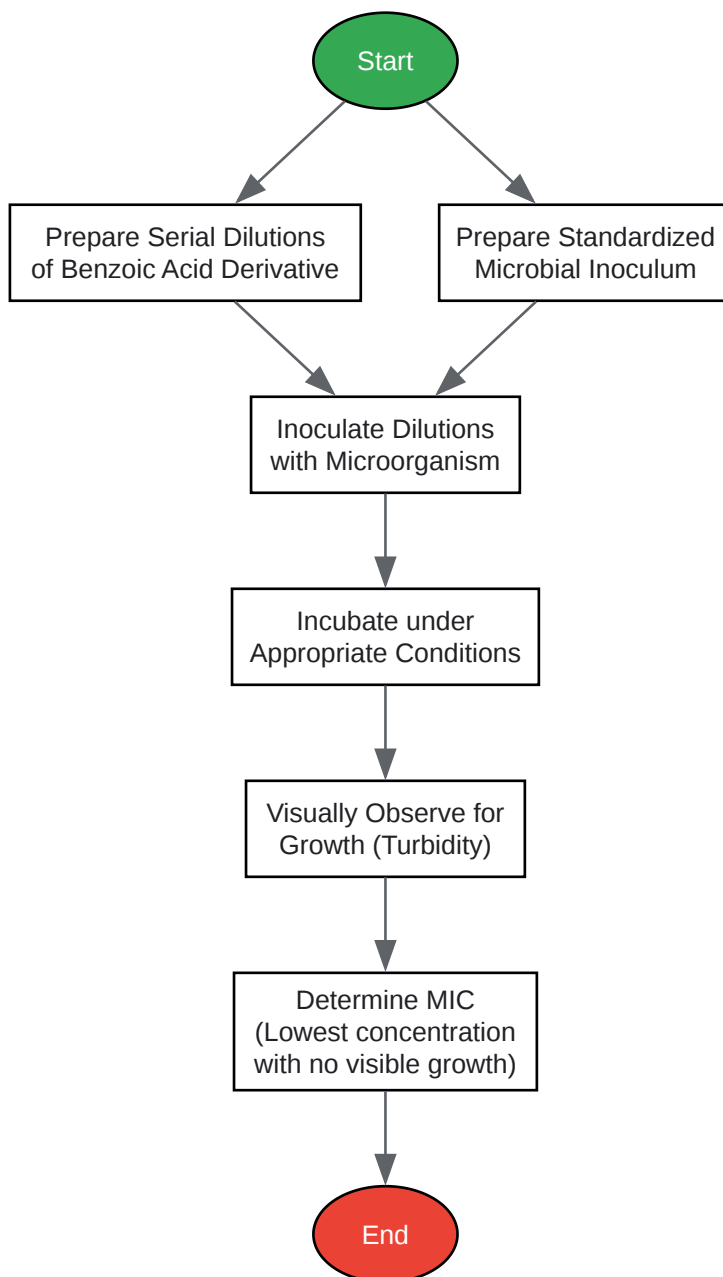 Start
Prepare Serial Dilutions
of Benzoic Acid Derivative
Prepare Standardized
Microbial Inoculum
Inoculate Dilutions
with Microorganism
Incubate under
Appropriate Conditions
Visually Observe for
Growth (Turbidity)
Determine MIC
(Lowest concentration
with no visible growth)
End